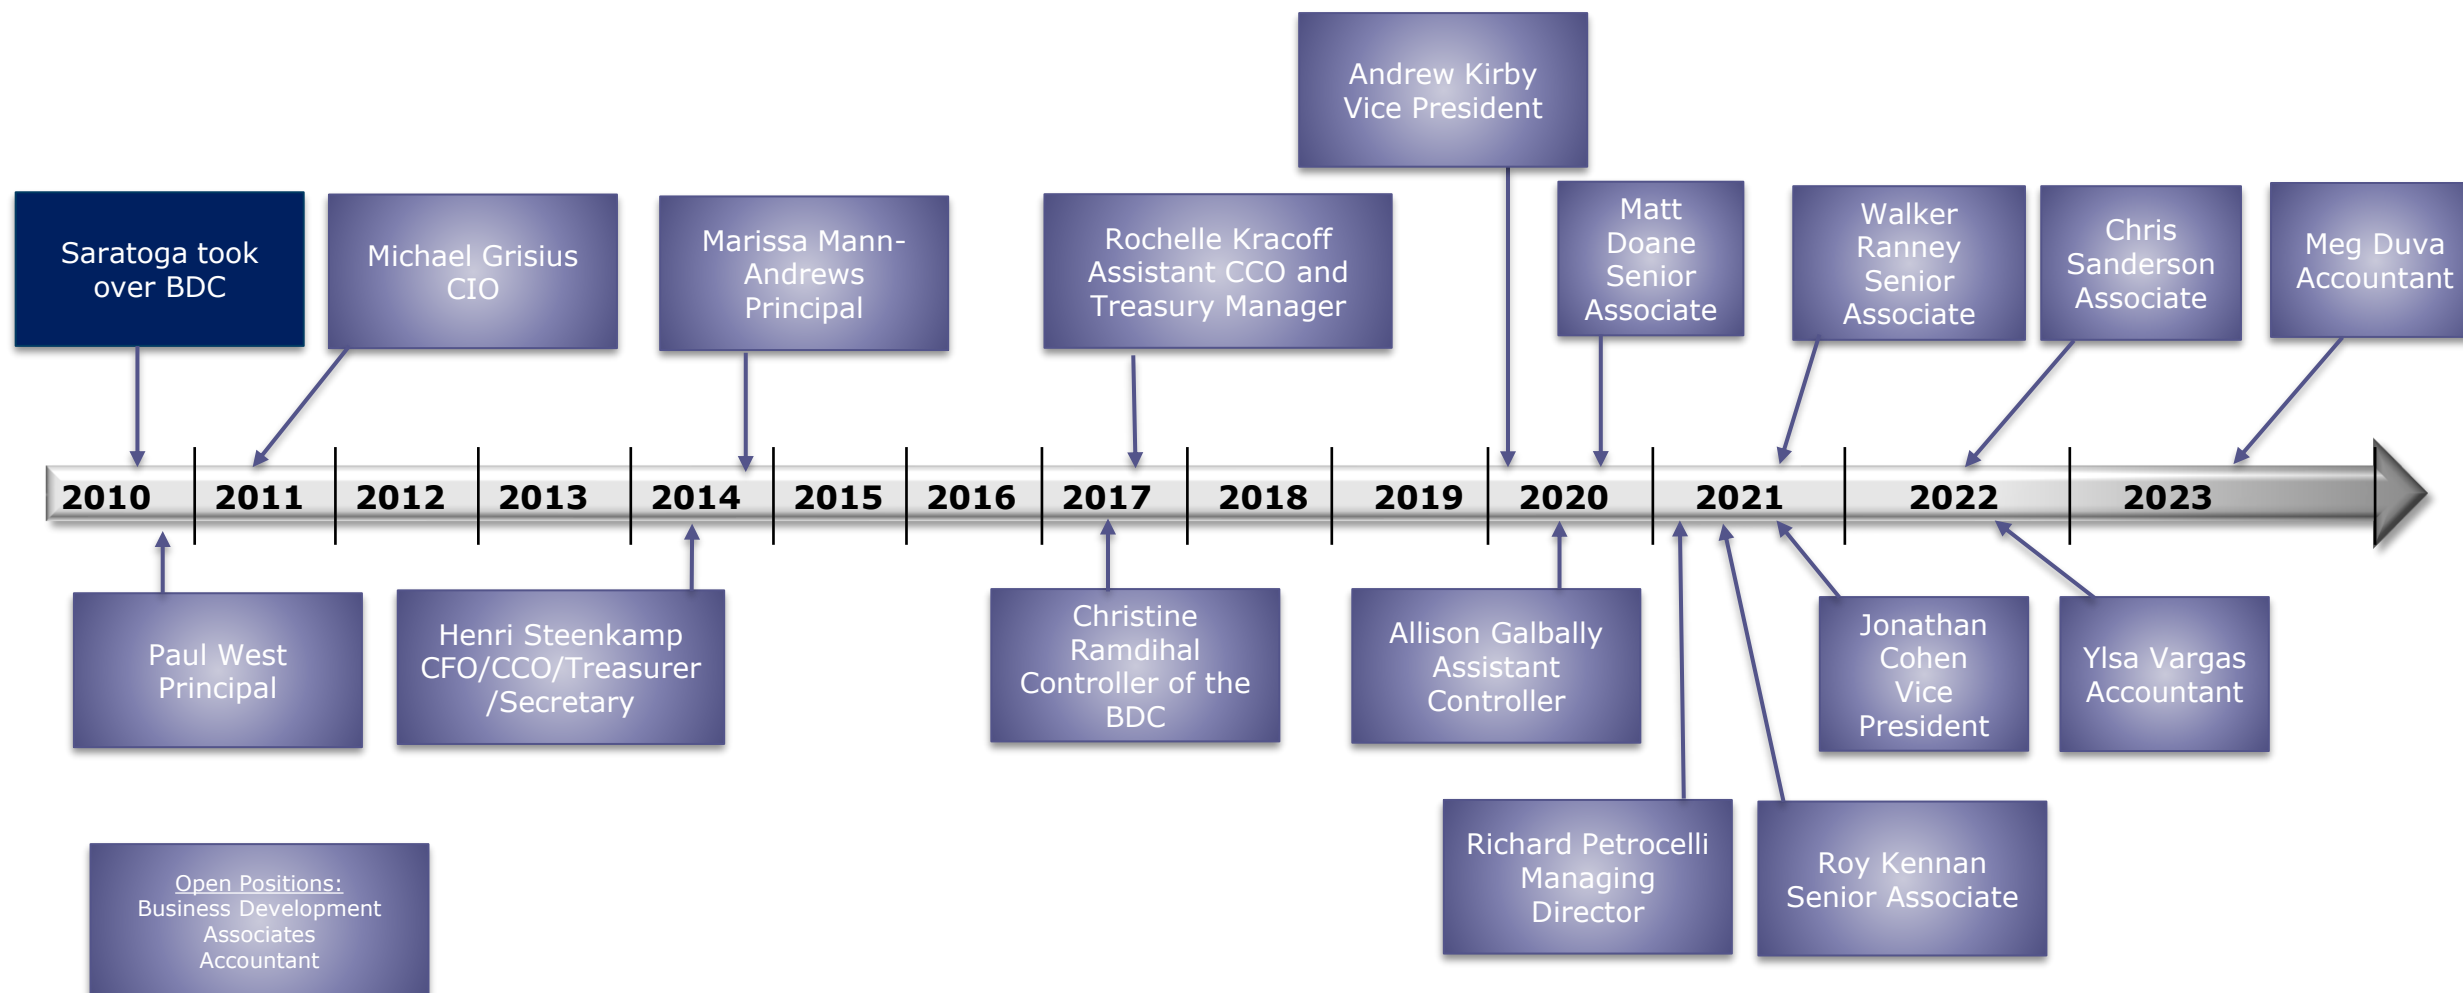 Andrew Kirby
Vice President
Saratoga took
over BDC
Michael Grisius
CIO
Marissa Mann-
Andrews
Principal
Rochelle Kracoff
Assistant CCO and
Treasury Manager
Matt
Doane
Senior
Associate
Walker
Ranney
Senior
Associate
Chris
Sanderson
Associate
Meg Duva
Accountant
2010 2011 2012 2013 2014 2015 2016 2017 2018 2019 2020 2021 2022 2023
Paul West
Principal
Henri Steenkamp
CFO/CCO/Treasurer
/Secretary
Christine
Ramdihal
Controller of the
BDC
Allison Galbally
Assistant
Controller
Jonathan
Cohen
Vice
President
Ylsa Vargas
Accountant
Richard Petrocelli
Managing
Director
Roy Kennan
Senior Associate
Open Positions:
Business Development
Associates
Accountant